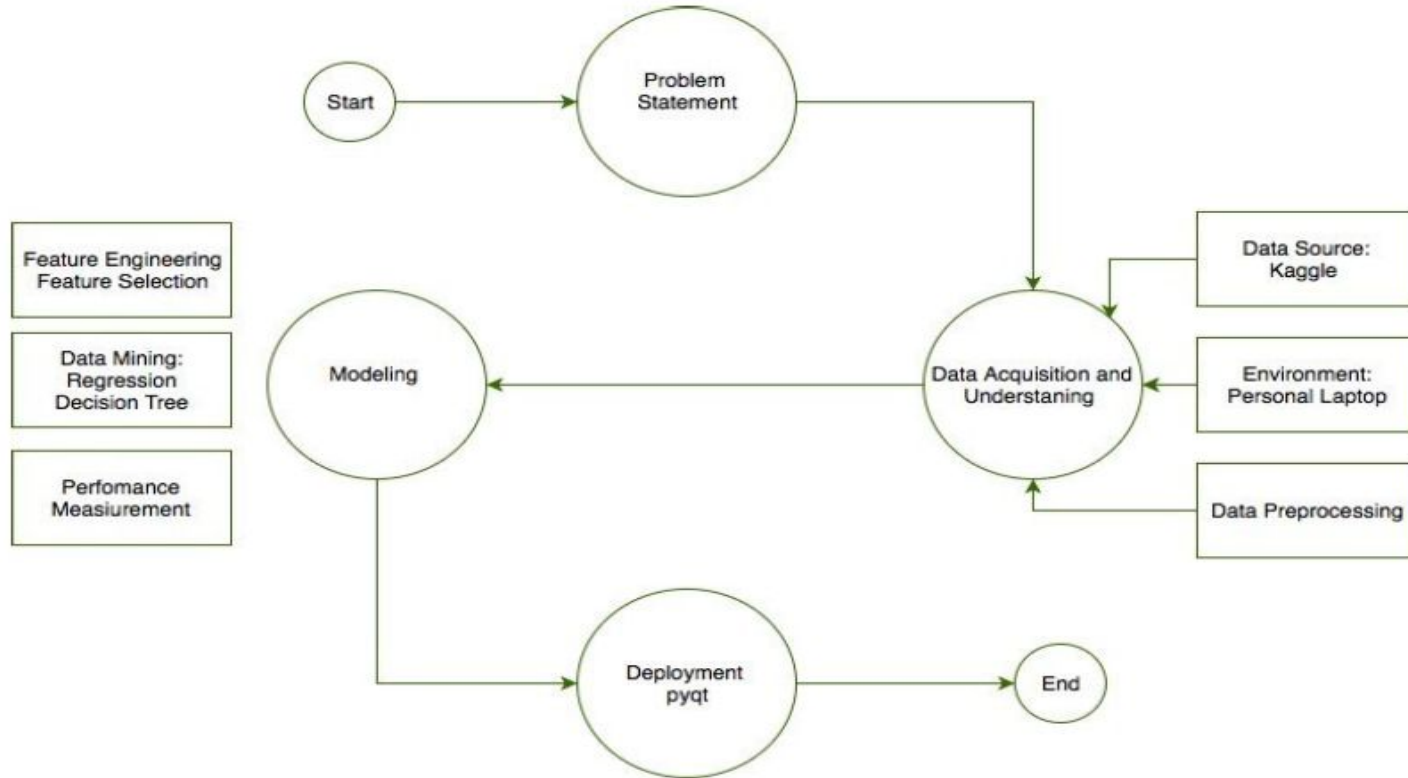 Start
Problem
Statement
Feature Engineering
Feature Selection
Data Mining:
Regression
Decision Tree
Perfomance
Measiurement
Modeling
Data Acquisition and
Understaning
Data Source:
Kaggle
Environment:
Personal Laptop
Data Preprocessing
Deployment
pyqt
End